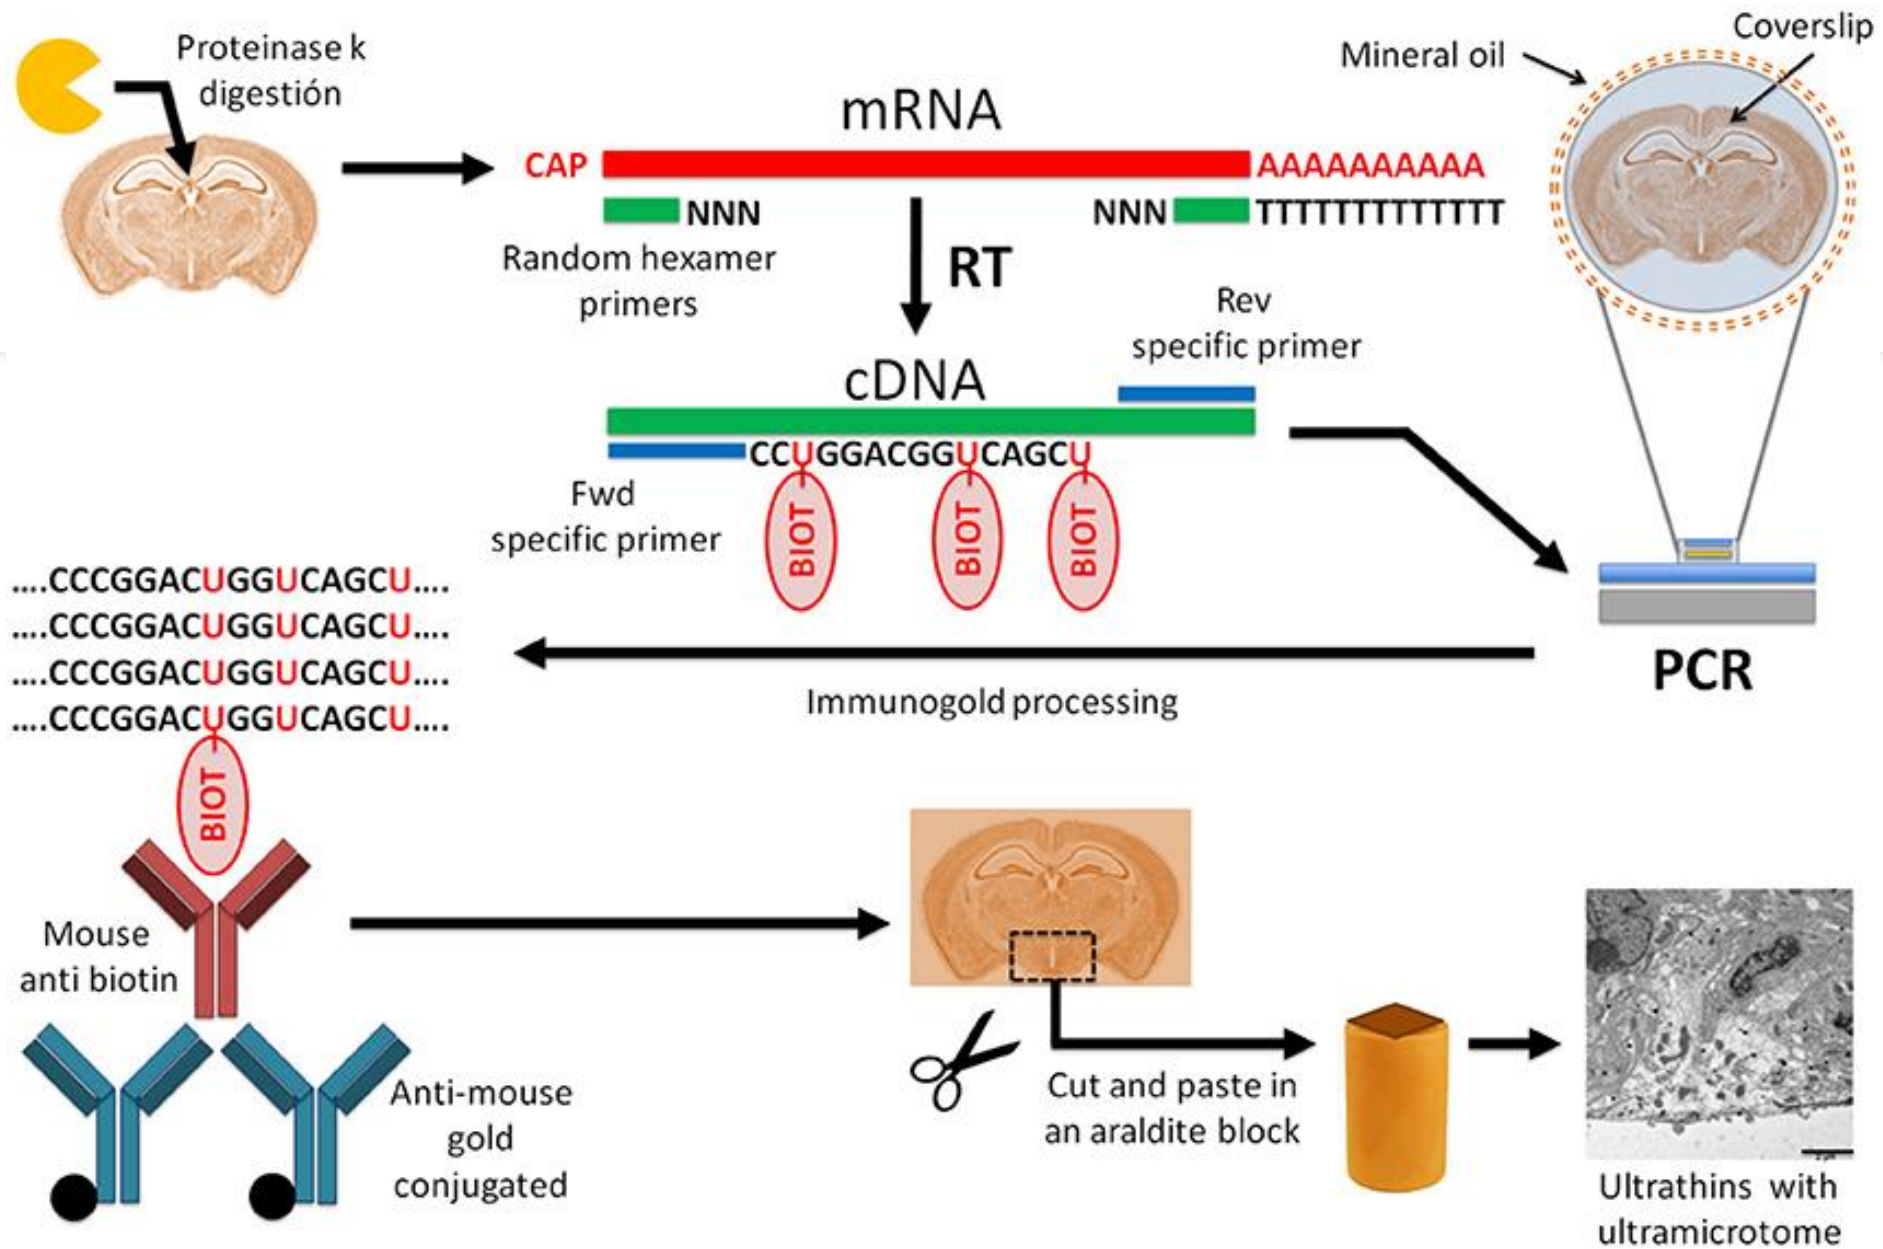 Proteinase k
digestión
mRNA
CAP
AAAAAAAAAA
NNN
NNN
TTTTTTTTTTTTT
Random hexamer
primers
RT
Mineral oil
Coverslip
Rev
specific primer
cDNA
CCUGGACGGUCAGCU
Fwd
specific primer
BIOT
BIOT
BIOT
PCR
Immunogold processing
....CCCGGACUGGUCAGCU....
....CCCGGACUGGUCAGCU....
....CCCGGACUGGUCAGCU....
....CCCGGACUGGUCAGCU....
BIOT
Mouse
anti biotin
Anti-mouse
gold
conjugated
Cut and paste in
an araldite block
Ultrathins with
ultramicrotome